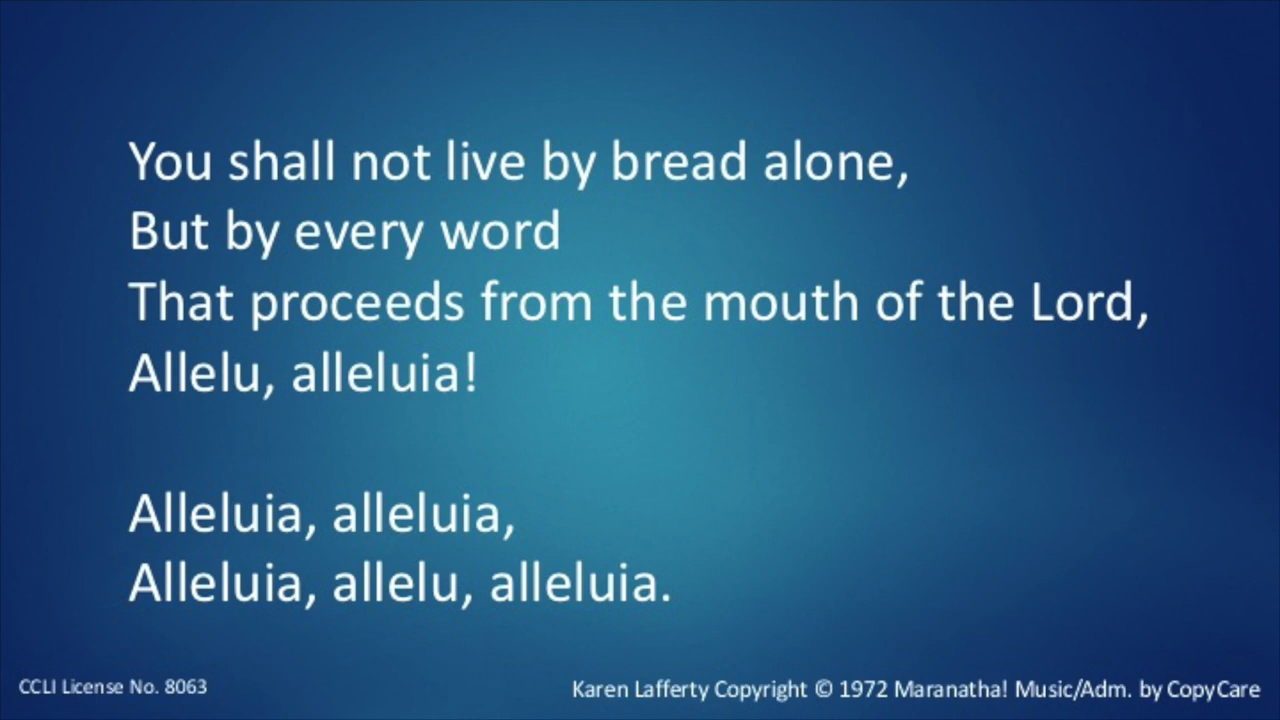 You shall not live by bread alone,
But by every word
That proceeds from the mouth of the Lord,
Allelu, alleluia!
Alleluia, alleluia,
Alleluia, allelu, alleluia.
CCLI License No. 8063
Karen Lafferty Copyright © 1972 Maranatha! Music/Adm. by CopyCare